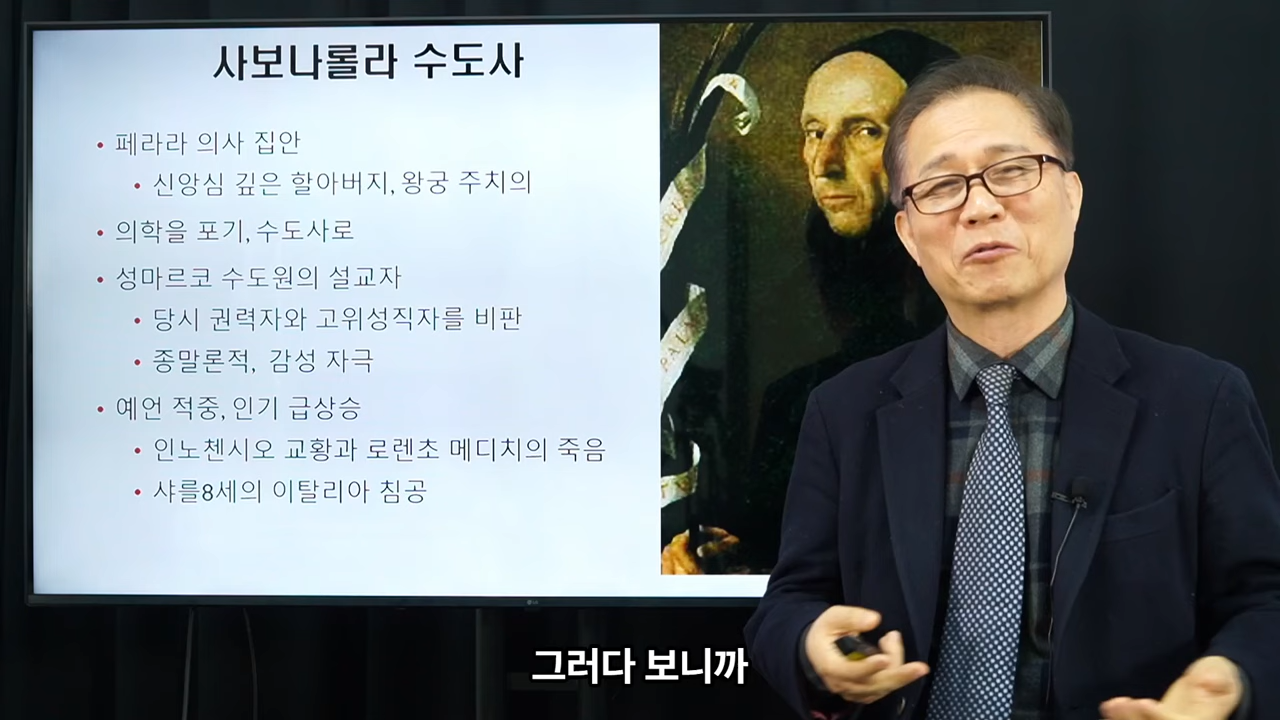 사보나롤라 수도사
• 페라라 의사 집안
• 신앙심 깊은 할아버지, 왕궁 주치의
• 의학을 포기, 수도사로
• 성마르코 수도원의 설교자
• 당시 권력자와 고위성직자를 비판
• 종말론적, 감성 자극
• 예언 적중, 인기 급상승
• 인노첸시오 교황과 로렌초 메디치의 죽음
• 샤를8세의 이탈리아 침공
LG
그러다 보니까